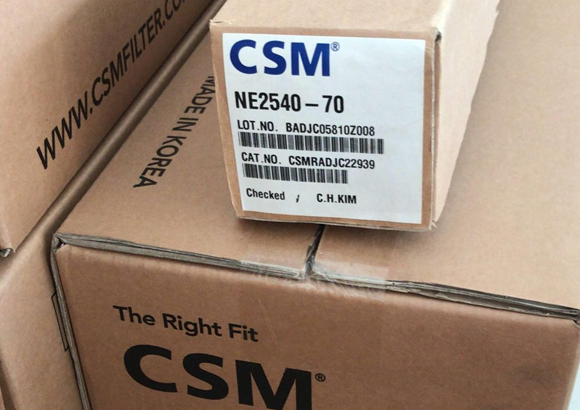 WWW.CSMFILTER.CO
MADE IN KOREA
CSM®
NE2540-70
LOT.NO. BADJC05810Z008
CAT.NO. CSMRADJC22939
Checked / C.H.KIM
The Right Fit
CSM®